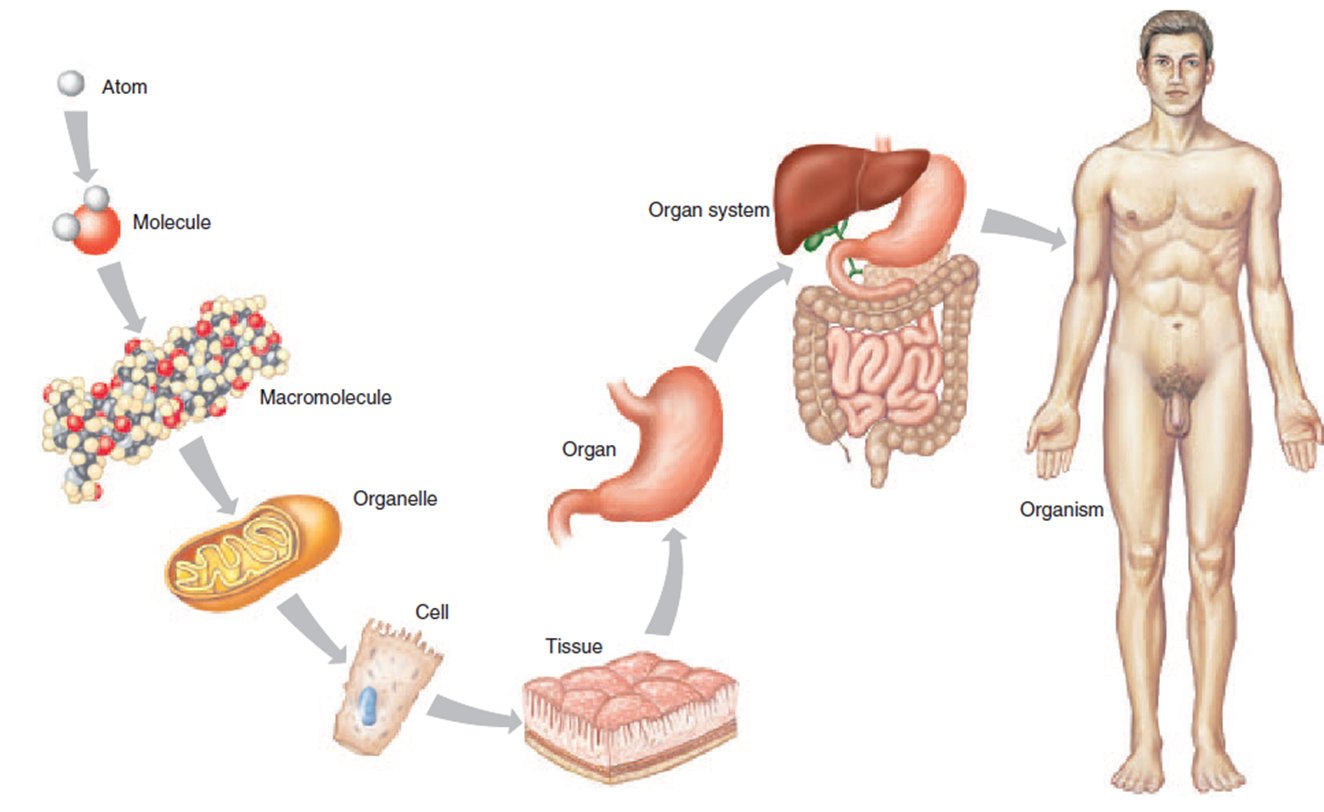 Atom
Molecule
Macromolecule
Organelle
Cell
Tissue
Organ
Organ system
Organism